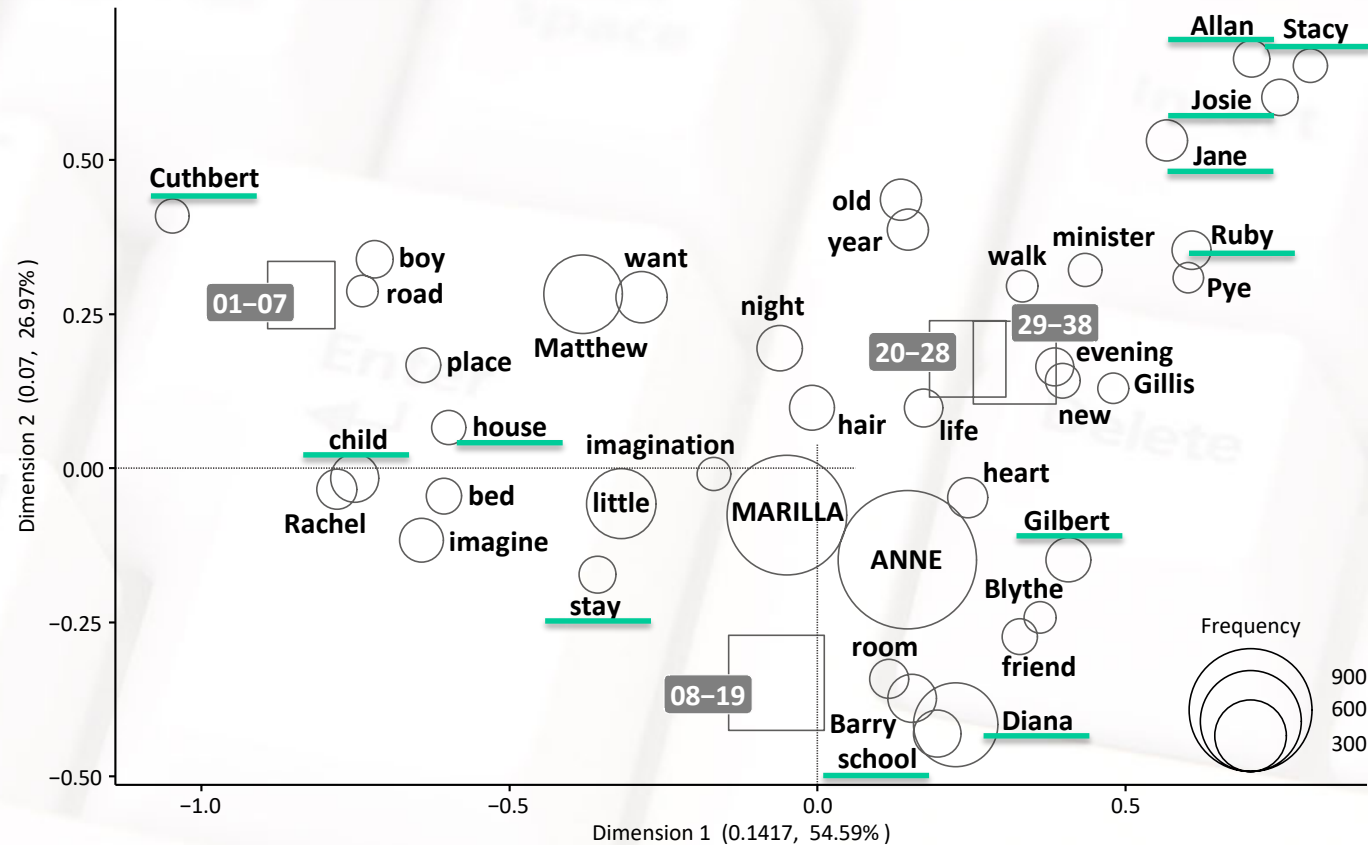 space
Insert
Enter
Delete
Allan
Stacy
Josie
Jane
0.50
Cuthbert
old
year
minister
Ruby
boy
want
walk
Pye
road
01−07
0.25
night
29−38
Matthew
20−28
evening
place
Gillis
new
hair
life
house
child
imagination
0.00
heart
bed
little
MARILLA
Rachel
Gilbert
imagine
ANNE
Blythe
stay
−0.25
Frequency
room
friend
900
08−19
600
Barry
Diana
300
school
−0.50
−1.0
−0.5
0.0
0.5
Dimension 1 (0.1417, 54.59%)
Dimension 2 (0.07, 26.97%)